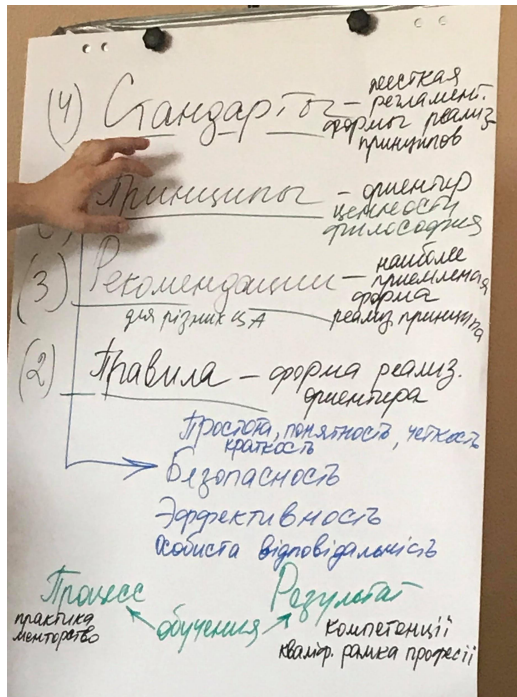 (4) Стандарты – жесткая
регламент.
формы реализ-
принципов
Принципы – ориентир
ценности
философия
(3) Рекомендации – наиболее
приемлемая
форма
для різних ЦА реализ принципа
(2) Правила – форма реализ.
ориентира
Простота, понятность, четкость
краткость
Безопасность
Эффективность
Особиста відповідальність
Процесс Результат
обучения
практика
менторство
компетенції
кваліф. рамка професії